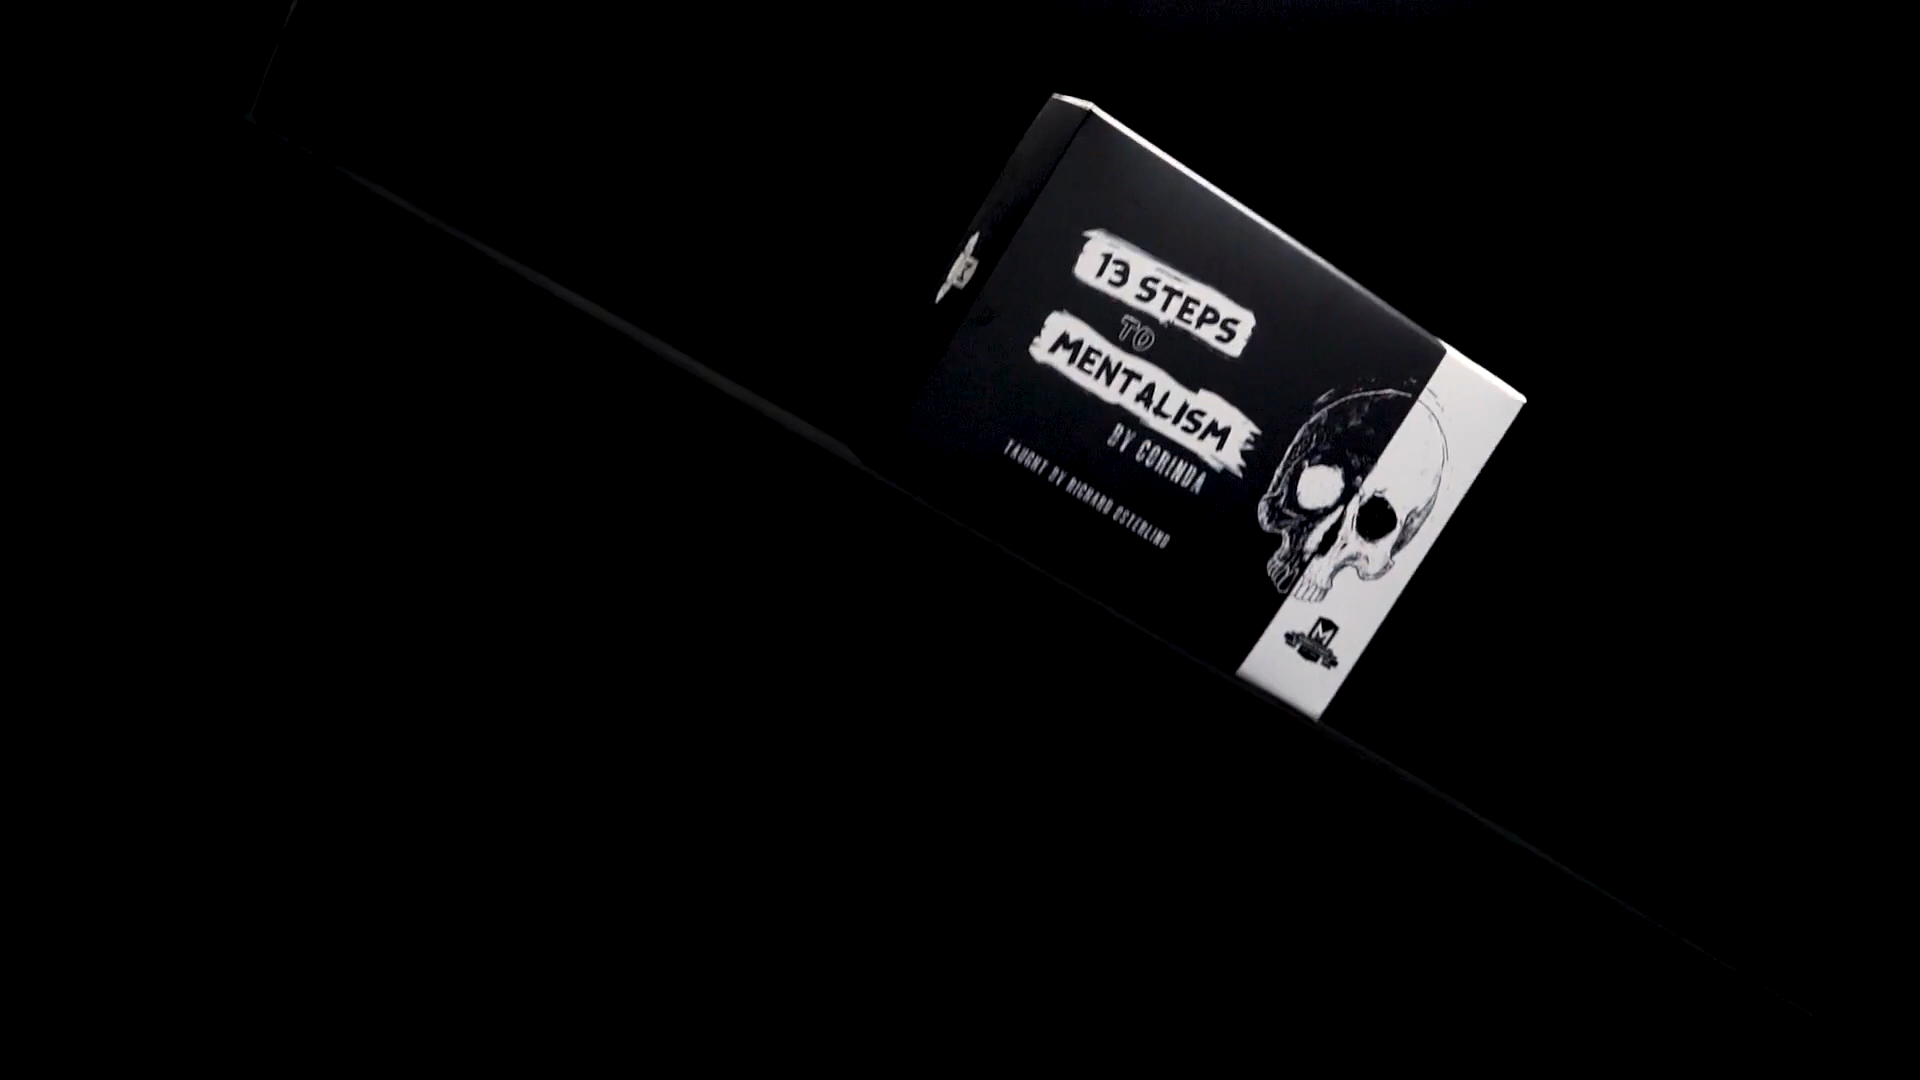 13 STEPS
TO
MENTALISM
BY CORINDA
TAUGHT BY RICHARD OSTERLIND
M